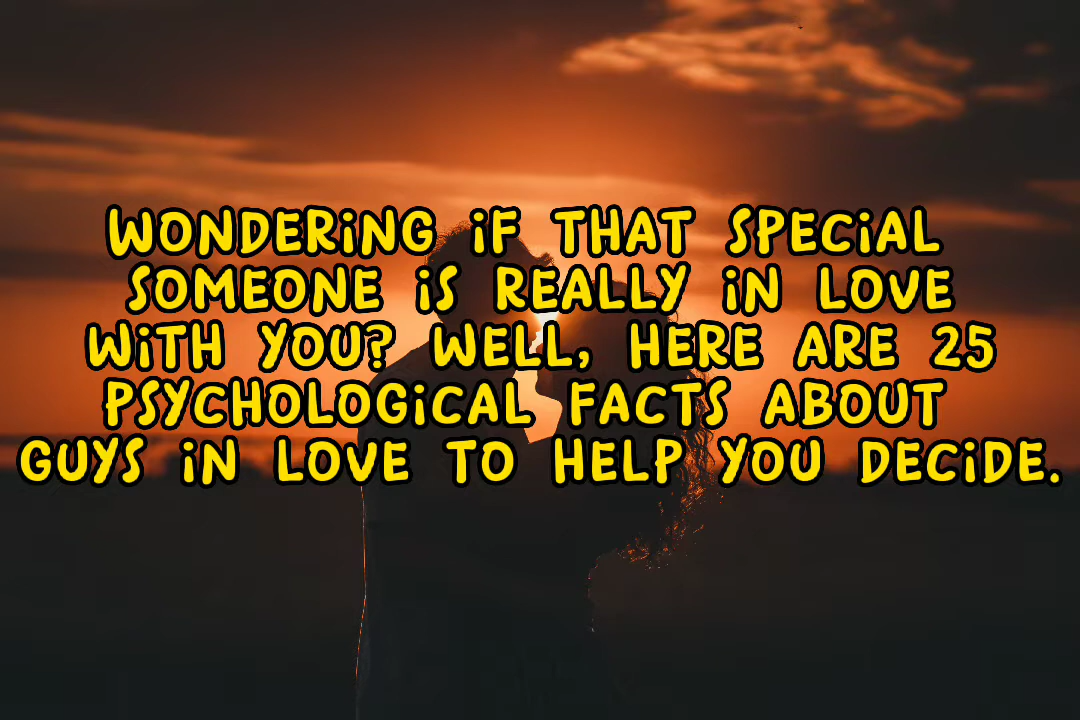 WONDERiNG iF THAT SPECiAL
SOMEONE iS REALLY iN LOVE
WiTH YOU? WELL, HERE ARE 25
PSYCHOLOGiCAL FACTS ABOUT
GUYS iN LOVE TO HELP YOU DECiDE.